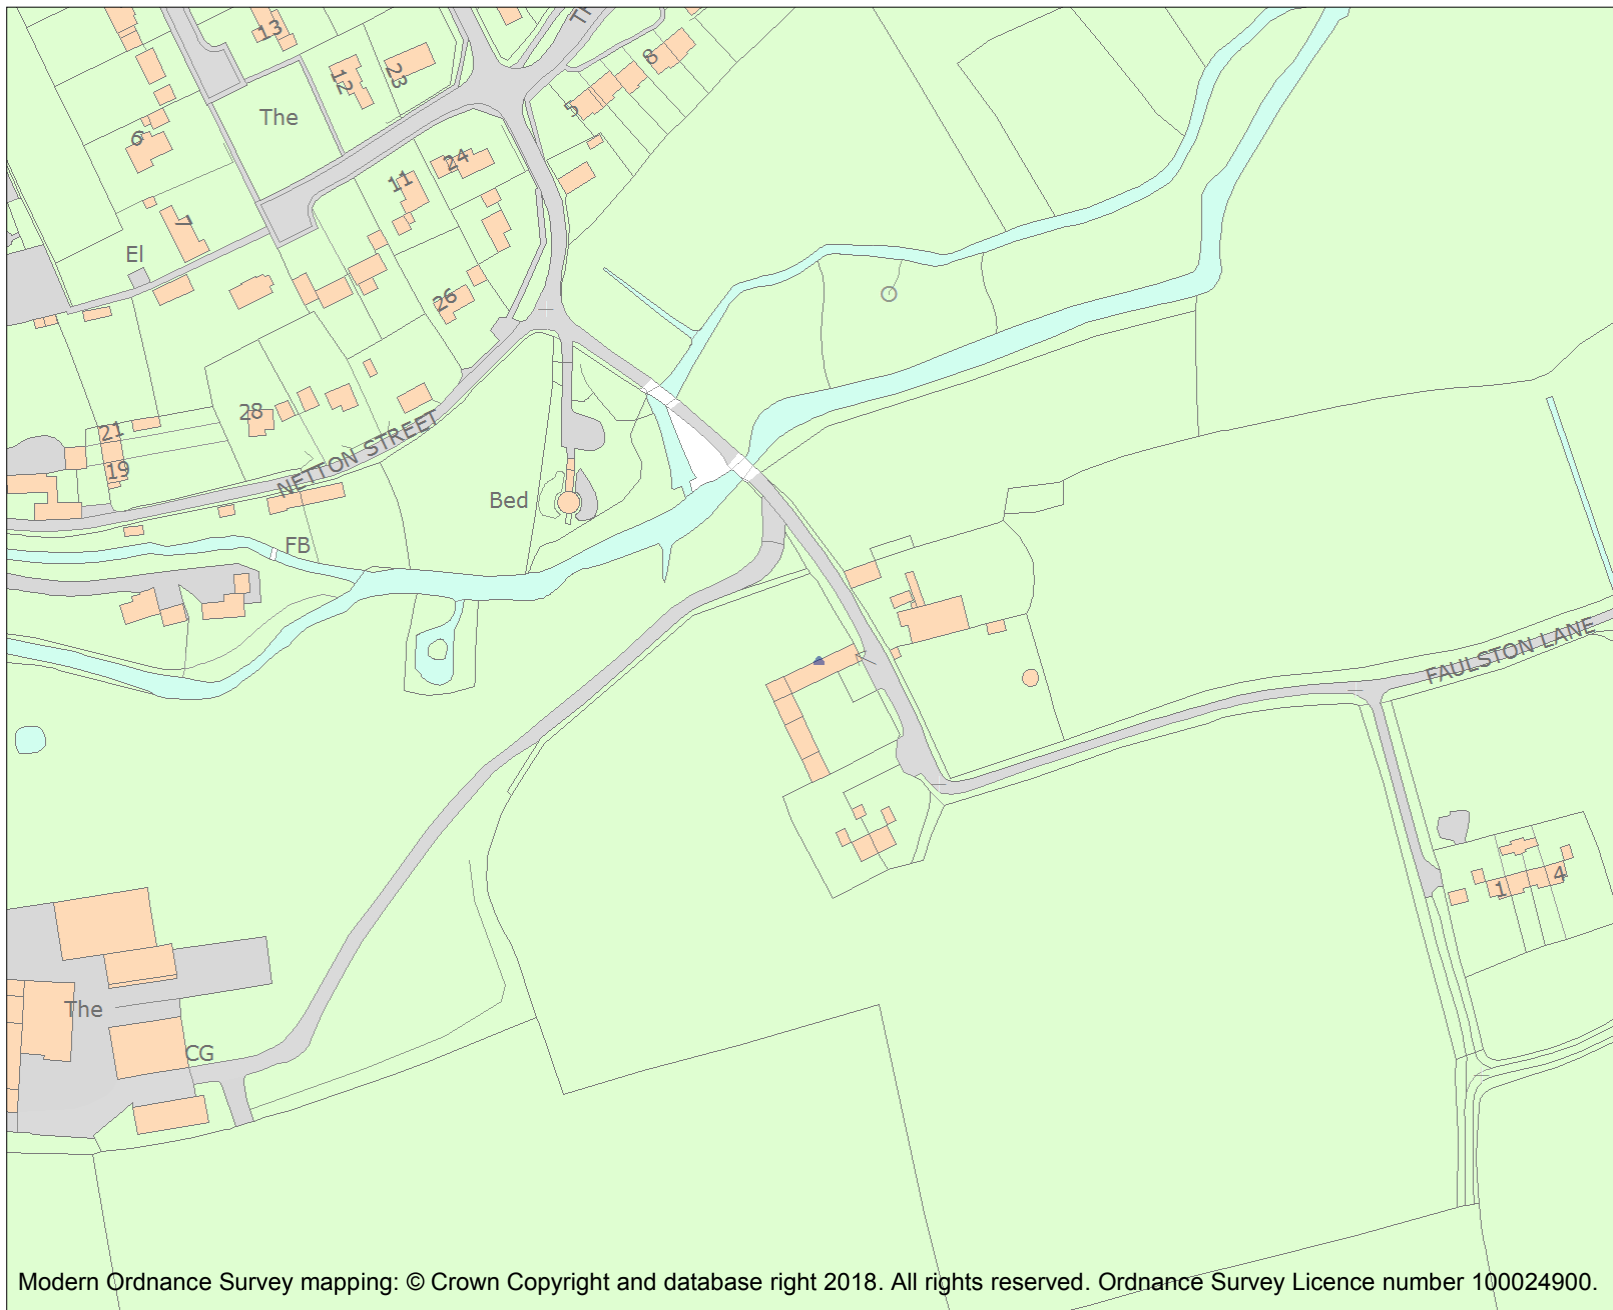 13
12
23
8
TH
5
The
6
24
11
7
El
26
28
21
19
NETTON STREET
Bed
FB
FAULSTON LANE
1
4
The
CG
Modern Ordnance Survey mapping: © Crown Copyright and database right 2018. All rights reserved. Ordnance Survey Licence number 100024900.